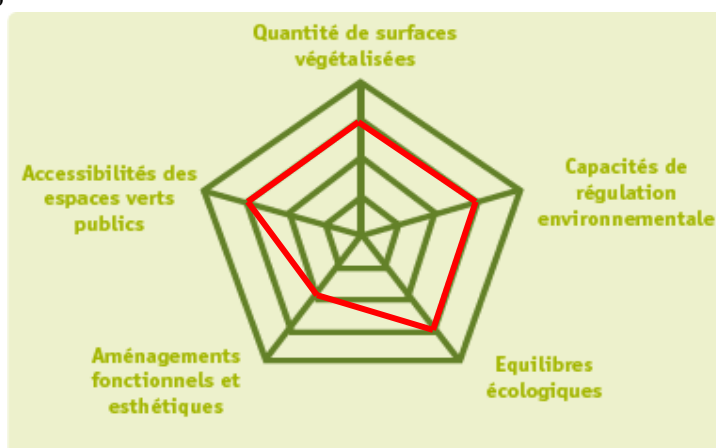 Quantité de surfaces
végétalisées
Accessibilités des
espaces verts
publics
Capacités de
régulation
environnementale
Aménagements
fonctionnels et
esthétiques
Equilibres
écologiques